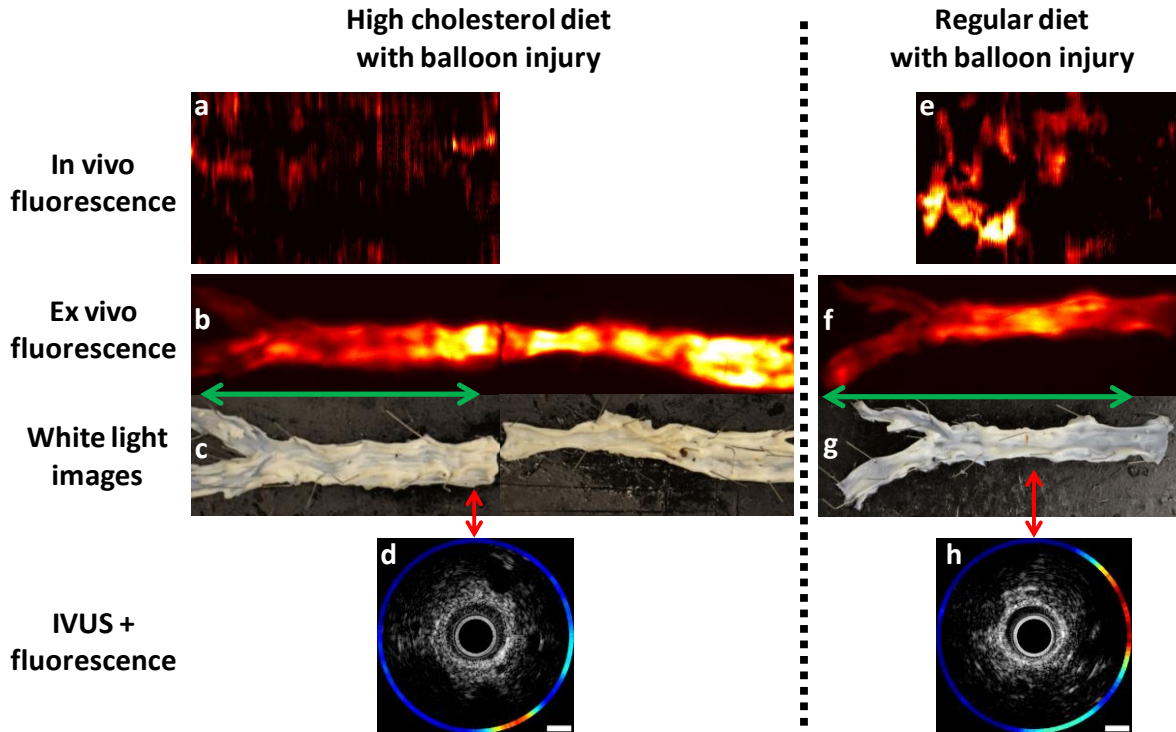 High cholesterol diet
with balloon injury
Regular diet
with balloon injury
In vivo
fluorescence
a
e
Ex vivo
fluorescence
b
f
White light
images
c
g
IVUS +
fluorescence
d
h